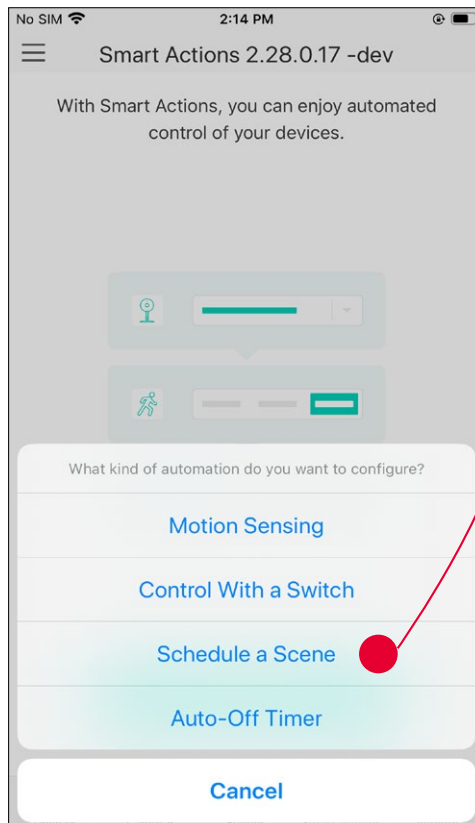 No SIM 2:14 PM
Smart Actions 2.28.0.17 -dev
With Smart Actions, you can enjoy automated
control of your devices.
What kind of automation do you want to configure?
Motion Sensing
Control With a Switch
Schedule a Scene
Auto-Off Timer
Cancel